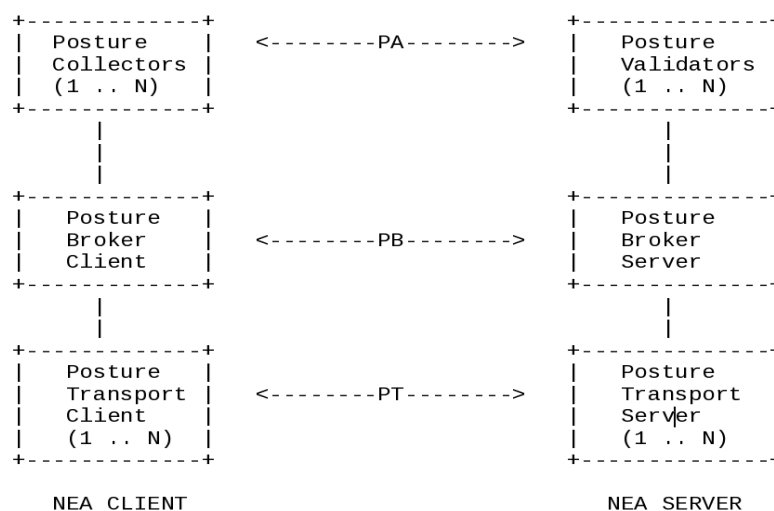 Posture Posture
Collectors <--------PA--------> Validators
(1 .. N) (1 .. N)
Posture Posture
Broker <--------PB--------> Broker
Client Server
Posture Posture
Transport <--------PT--------> Transport
Client Server
(1 .. N) (1 .. N)
NEA CLIENT NEA SERVER